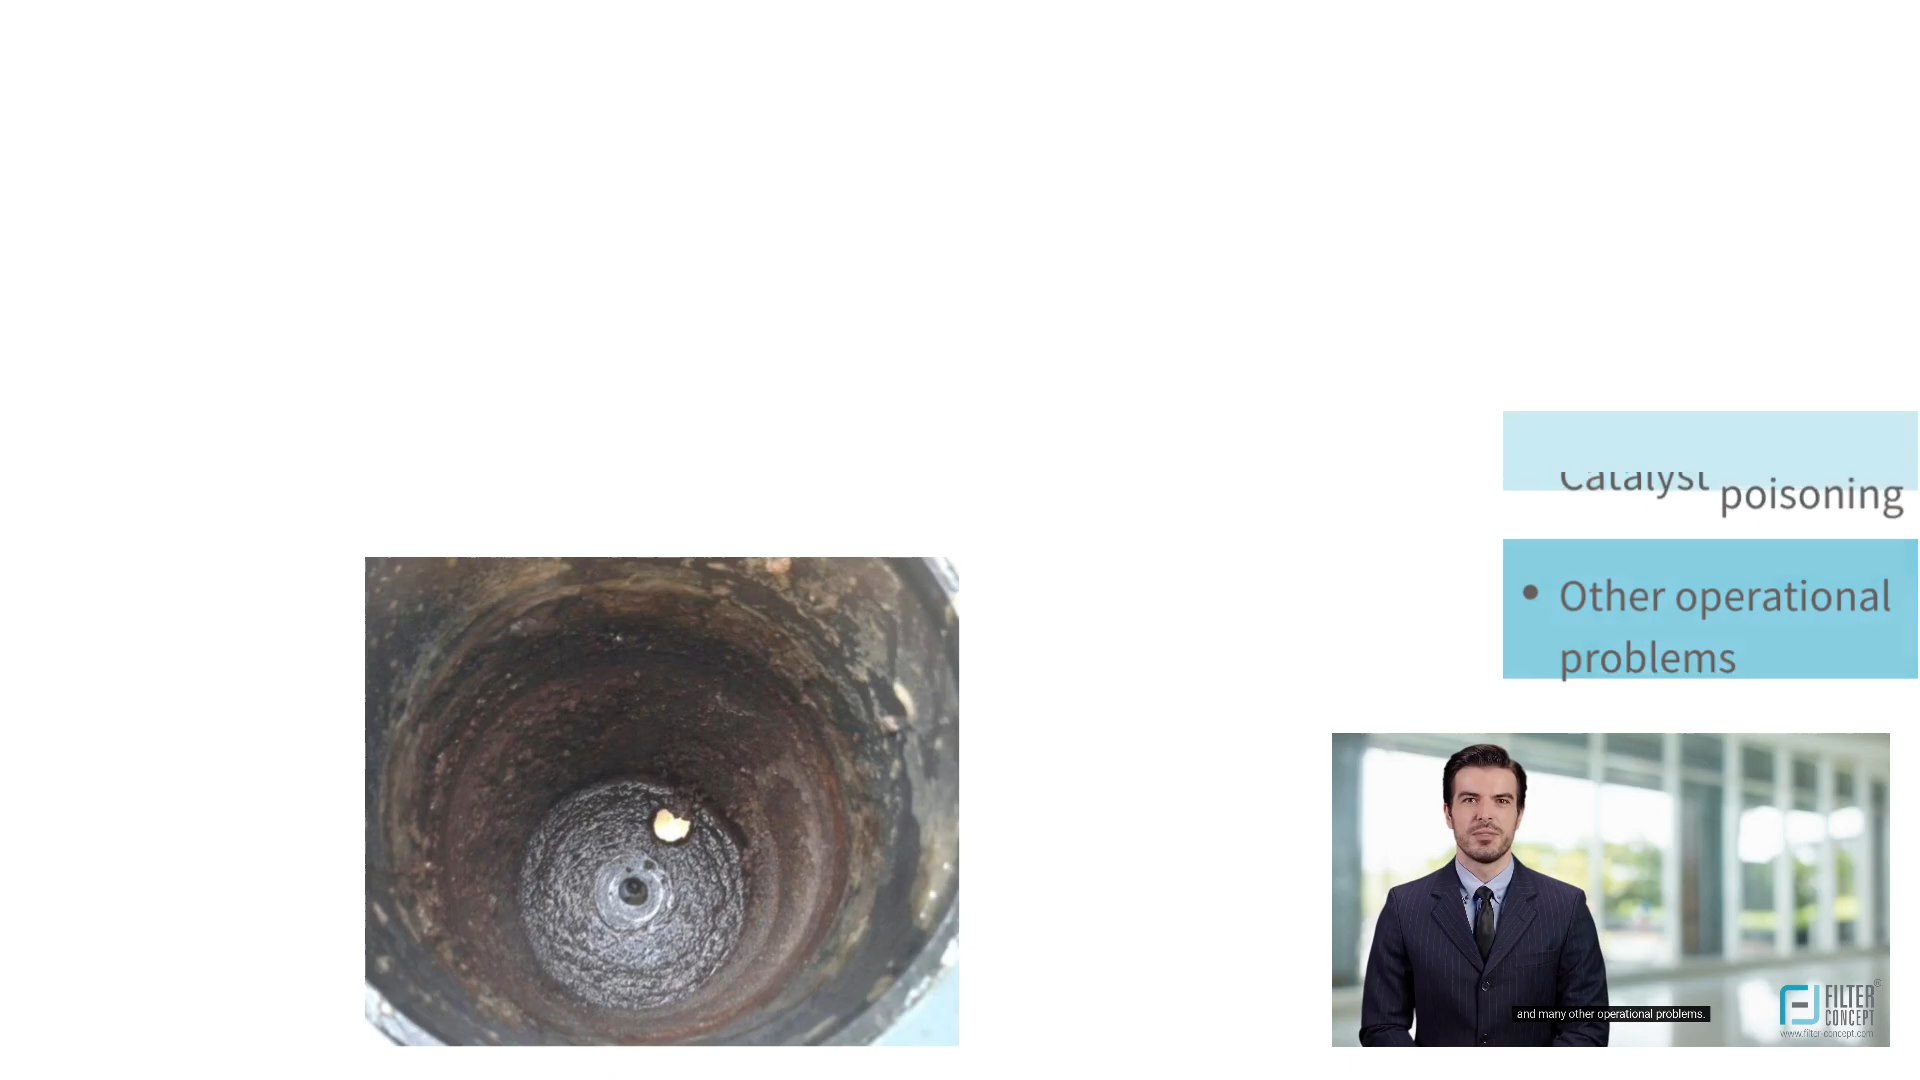 Catalyst poisoning
• Other operational
problems
and many other operational problems.
FILTER
CONCEPT
®
www.filter-concept.com